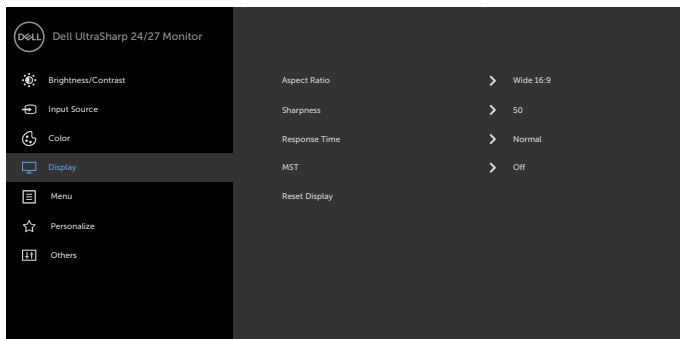 DELL Dell UltraSharp 24/27 Monitor
Brightness/Contrast
Input Source
Color
Display
Menu
Personalize
Others
Aspect Ratio Wide 16:9
Sharpness 50
Response Time Normal
MST Off
Reset Display